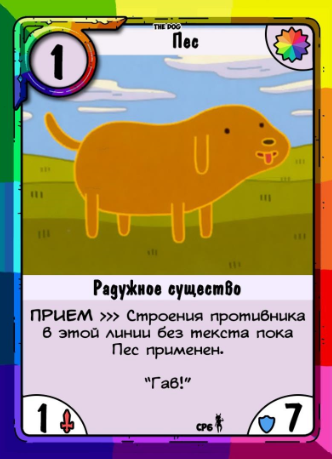 THE DOG
1
Пес
Радужное существо
ПРИЕМ >>> Строения противника
в этой линии без текста пока
Пес применен.
“Гав!”
1
CP6
7